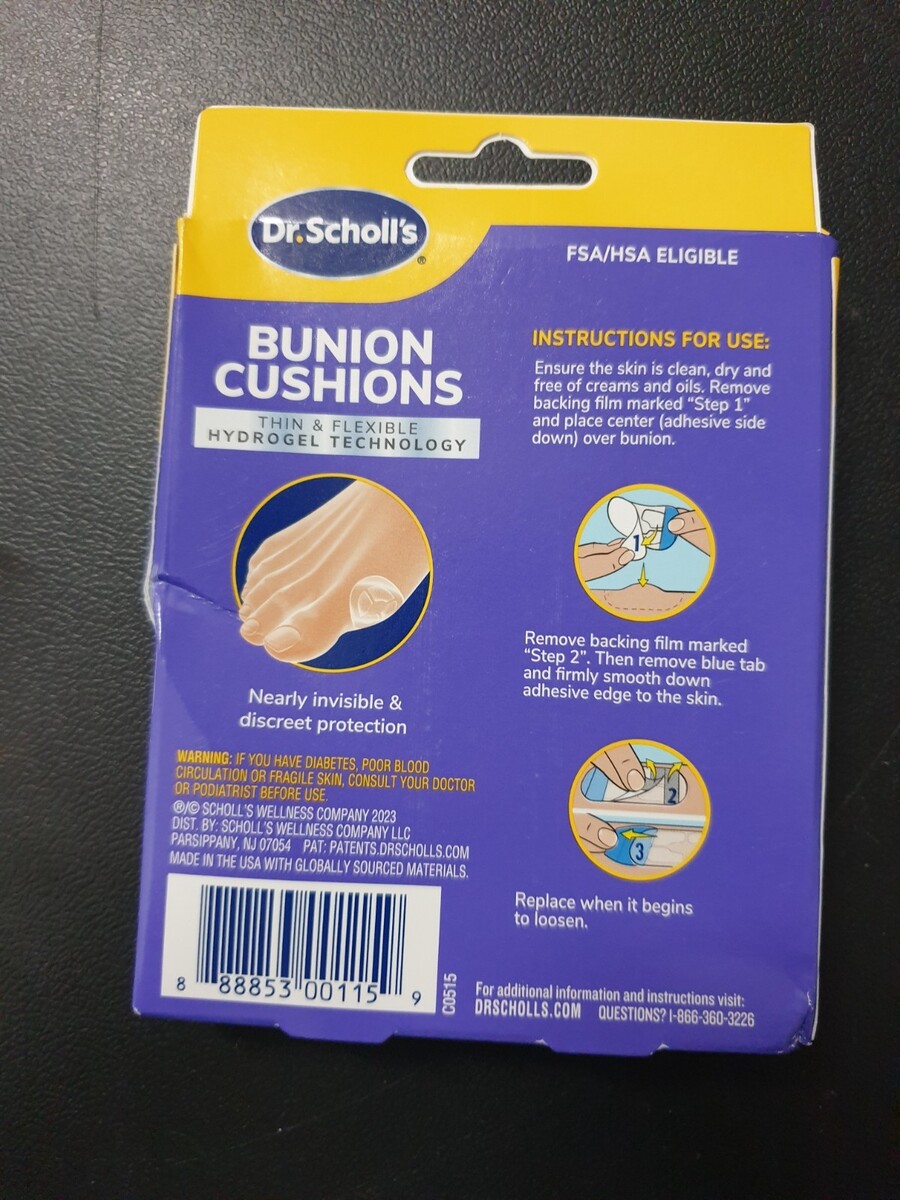 Dr.Scholl's®
FSA/HSA ELIGIBLE
BUNION
CUSHIONS
THIN & FLEXIBLE
HYDROGEL TECHNOLOGY
Nearly invisible &
discreet protection
WARNING: IF YOU HAVE DIABETES, POOR BLOOD
CIRCULATION OR FRAGILE SKIN, CONSULT YOUR DOCTOR
OR PODIATRIST BEFORE USE.
®/© SCHOLL'S WELLNESS COMPANY 2023
DIST. BY: SCHOLL'S WELLNESS COMPANY LLC
PARSIPPANY, NJ 07054 PAT: PATENTS.DRSCHOLLS.COM
MADE IN THE USA WITH GLOBALLY SOURCED MATERIALS.
8 88853 00115 9
C0515
INSTRUCTIONS FOR USE:
Ensure the skin is clean, dry and
free of creams and oils. Remove
backing film marked “Step 1”
and place center (adhesive side
down) over bunion.
1
Remove backing film marked
“Step 2”. Then remove blue tab
and firmly smooth down
adhesive edge to the skin.
2
3
Replace when it begins
to loosen.
For additional information and instructions visit:
DRSCHOLLS.COM QUESTIONS? 1-866-360-3226